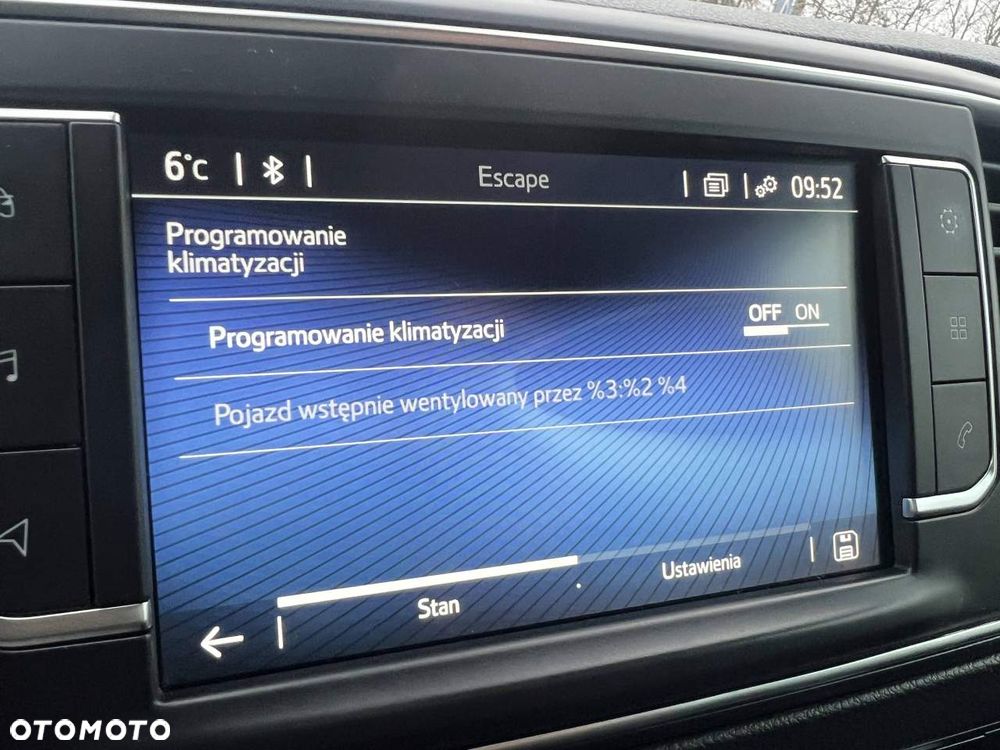 6°C
Escape
09:52
Programowanie
klimatyzacji
Programowanie klimatyzacji
OFF ON
Pojazd wstępnie wentylowany przez %3:%2 %4
Stan
Ustawienia
OTOMOTO